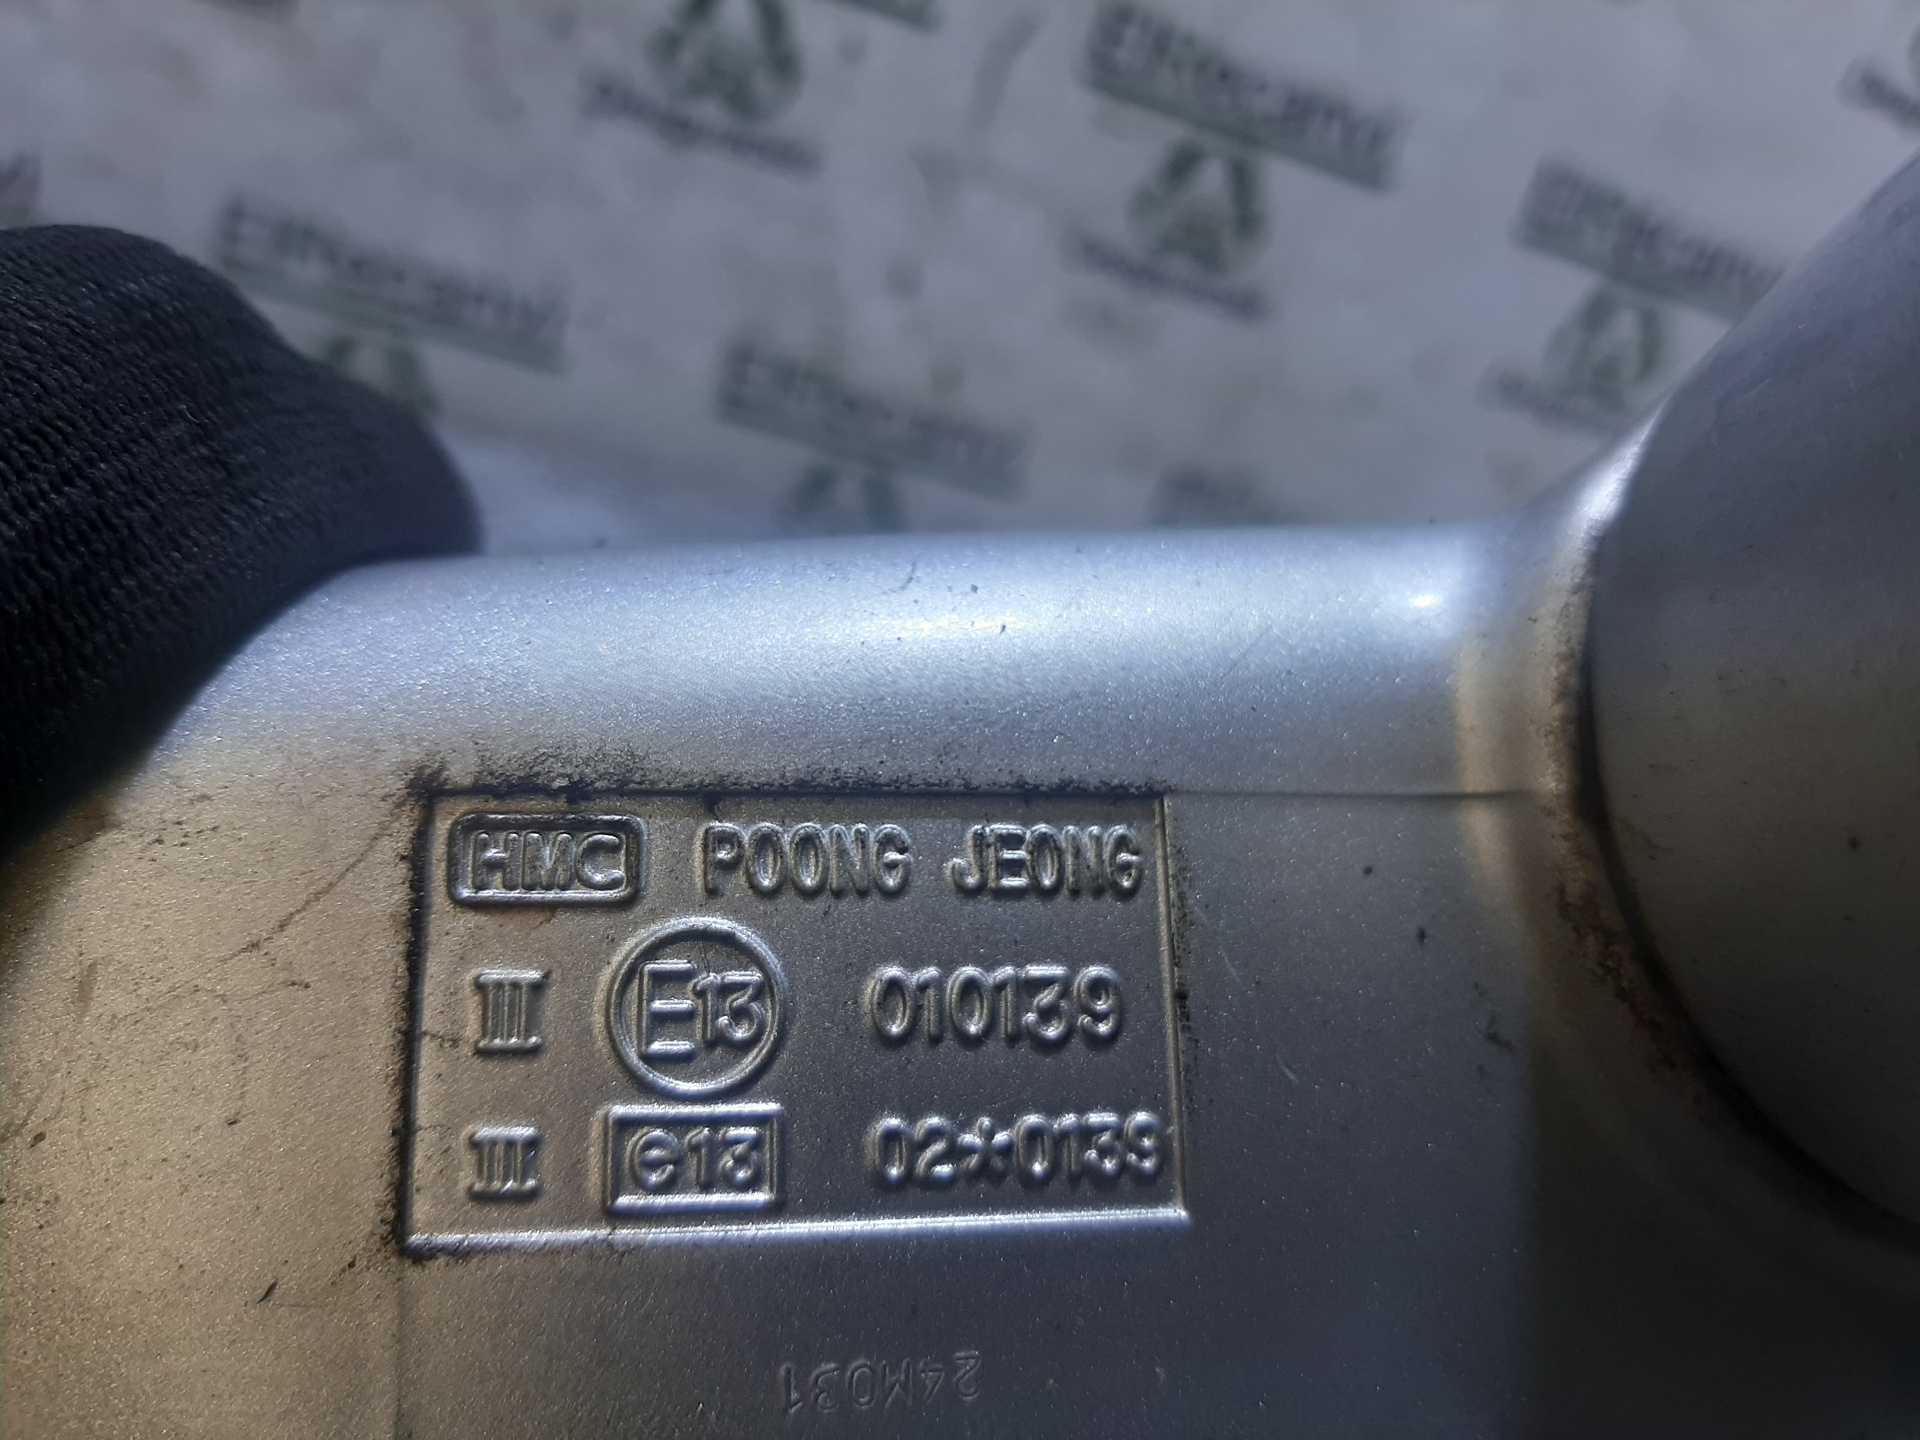 HMC POONG JEONG
III E13 010139
III e13 02*0139
24M031